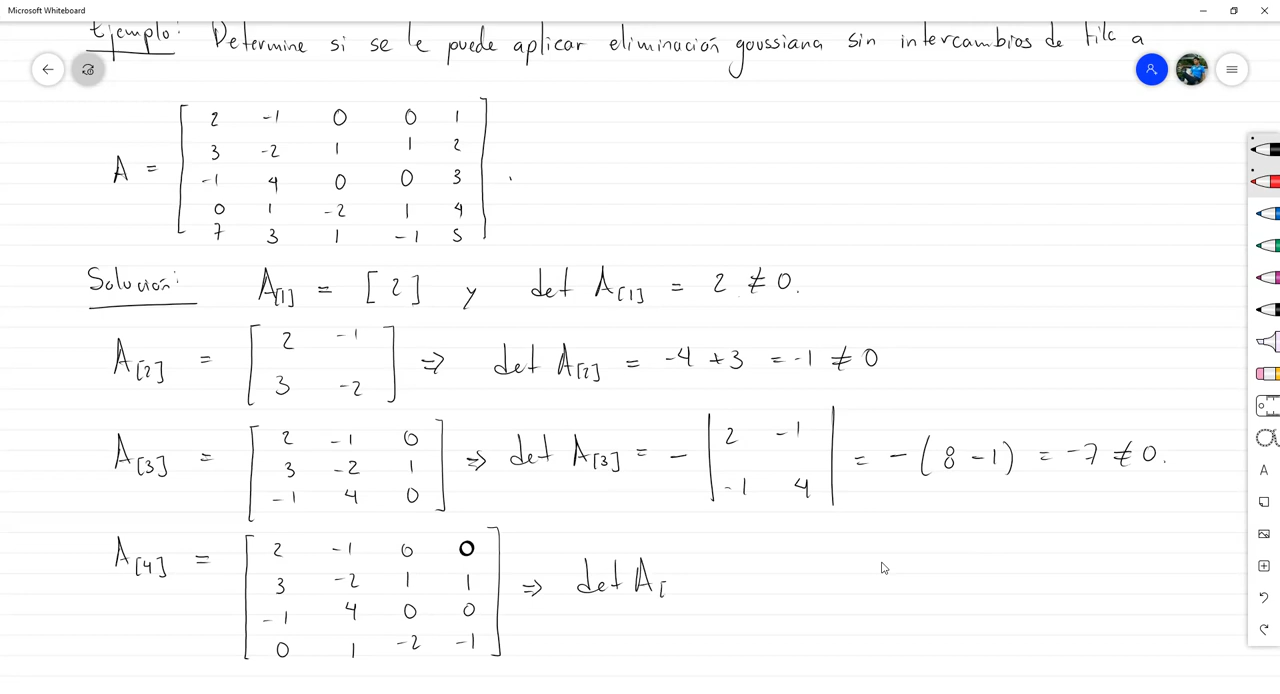 Microsoft Whiteboard
Ejemplo: Determine si se le puede aplicar eliminación gaussiana sin intercambios de fila a
A = [ 2 -1 0 0 1
3 -2 1 1 2
-1 4 0 0 3
0 1 -2 1 4
7 3 1 -1 5 ] .
Solución: A[1] = [2] y det A[1] = 2 ≠ 0.
A[2] = [ 2 -1
3 -2 ] ⇒ det A[2] = -4 + 3 = -1 ≠ 0
A[3] = [ 2 -1 0
3 -2 1
-1 4 0 ] ⇒ det A[3] = - | 2 -1
-1 4 | = - (8 - 1) = -7 ≠ 0.
A[4] = [ 2 -1 0 0
3 -2 1 1
-1 4 0 0
0 1 -2 -1 ] ⇒ det A[